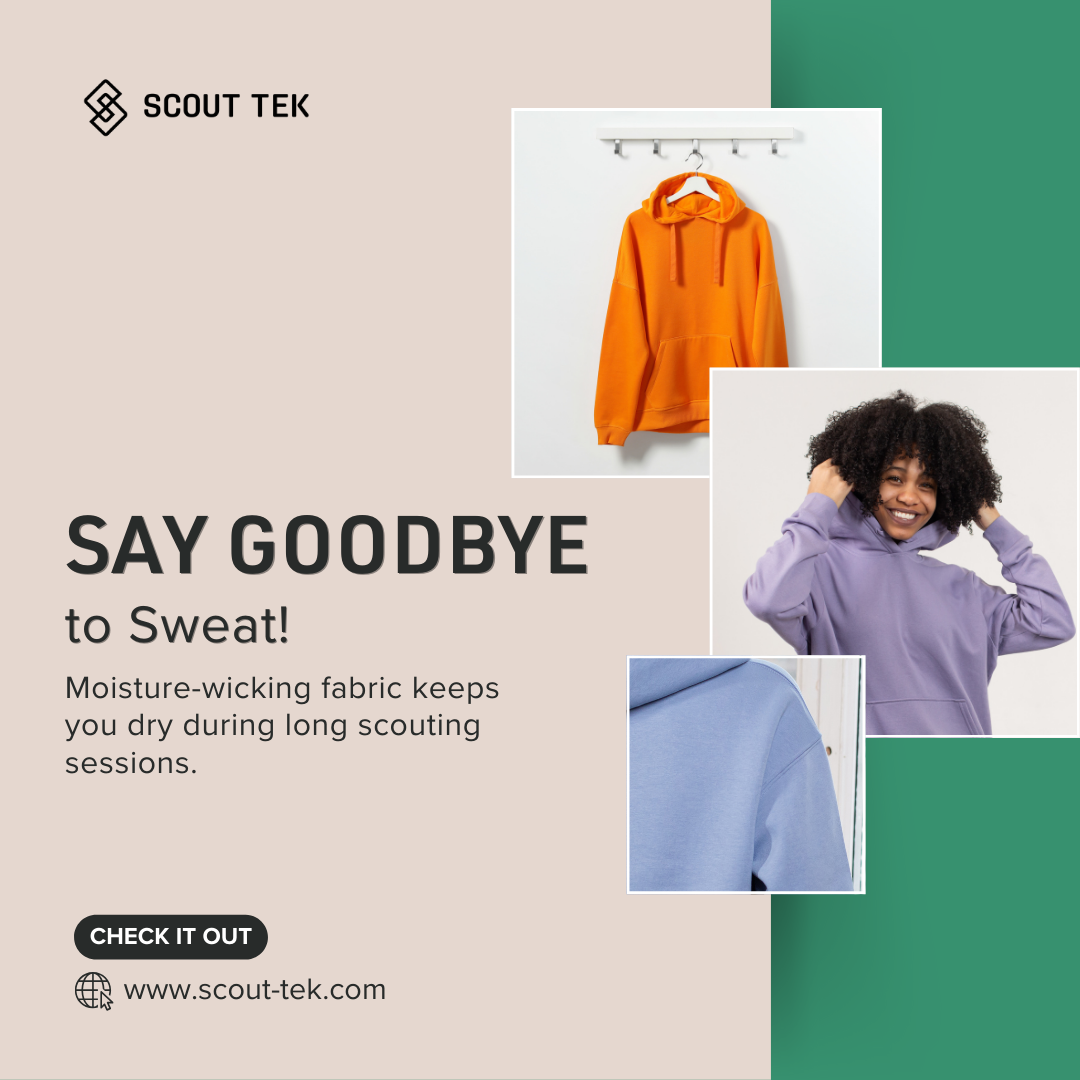 SCOUT TEK
SAY GOODBYE
to Sweat!
Moisture-wicking fabric keeps
you dry during long scouting
sessions.
CHECK IT OUT
www.scout-tek.com